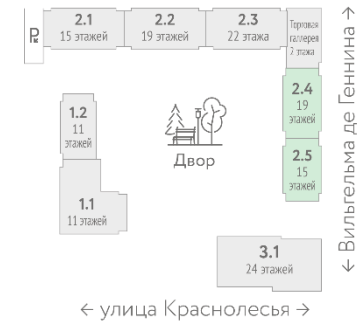 P
2.1
15 этажей
2.2
19 этажей
2.3
22 этажа
Торговая
галлерея
2 этажа
2.4
19
этажей
2.5
15
этажей
1.2
11
этажей
1.1
11 этажей
Двор
3.1
24 этажей
← улица Краснолесья →
← Вильгельма де Геннина →